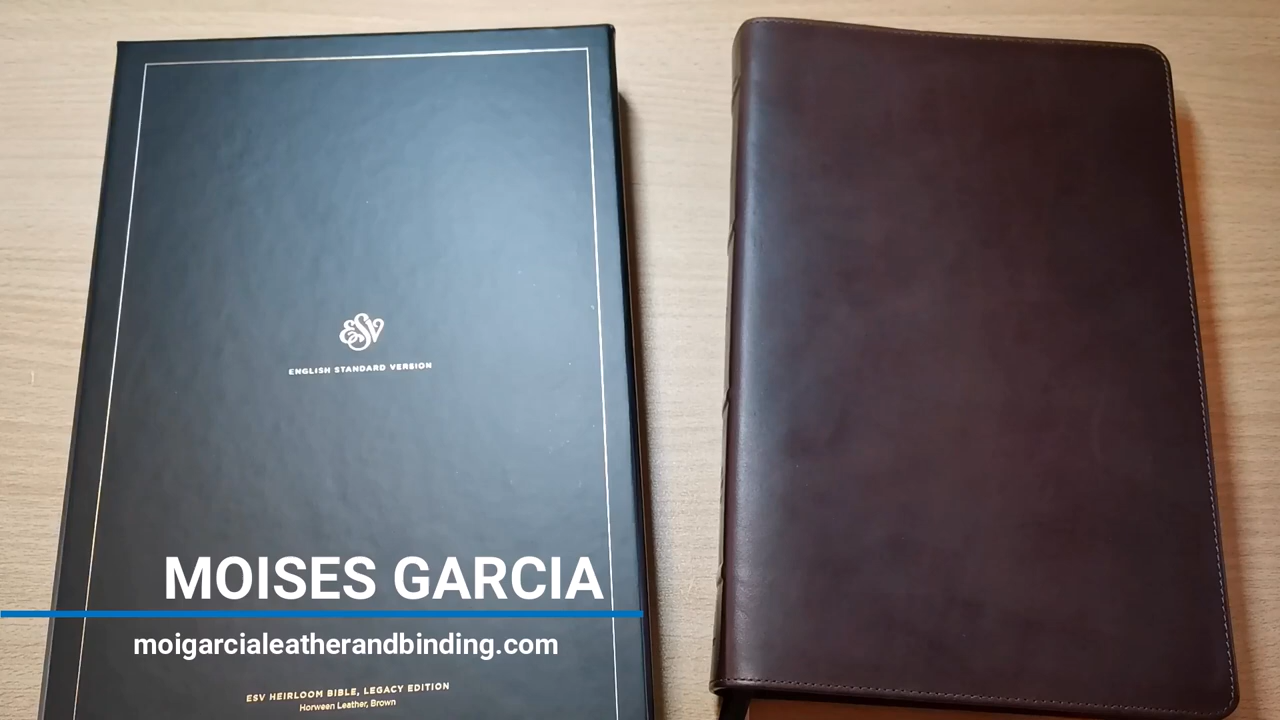 ESV
ENGLISH STANDARD VERSION
MOISES GARCIA
moigarcialeatherandbinding.com
ESV HEIRLOOM BIBLE, LEGACY EDITION
Horween Leather, Brown